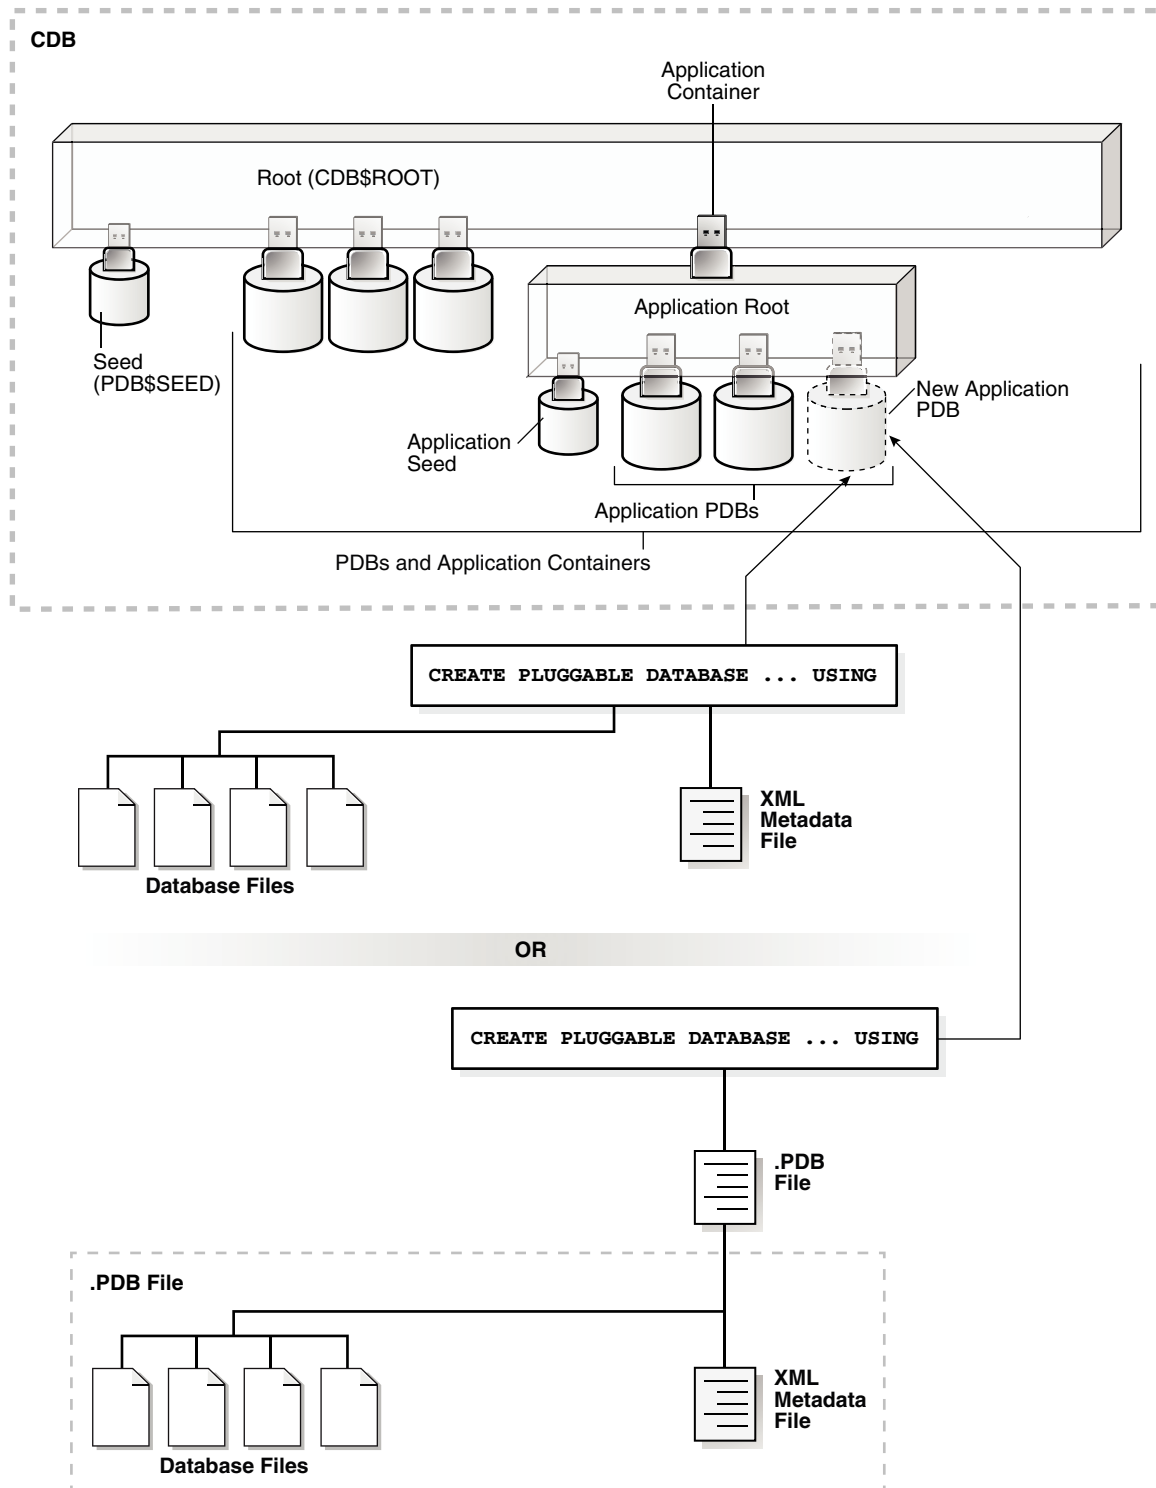 CDB
Application
Container
Root (CDB$ROOT)
Application Root
Seed
(PDB$SEED)
New Application
PDB
Application
Seed
Application PDBs
PDBs and Application Containers
CREATE PLUGGABLE DATABASE ... USING
XML
Metadata
File
Database Files
OR
CREATE PLUGGABLE DATABASE ... USING
.PDB
File
.PDB File
XML
Metadata
File
Database Files